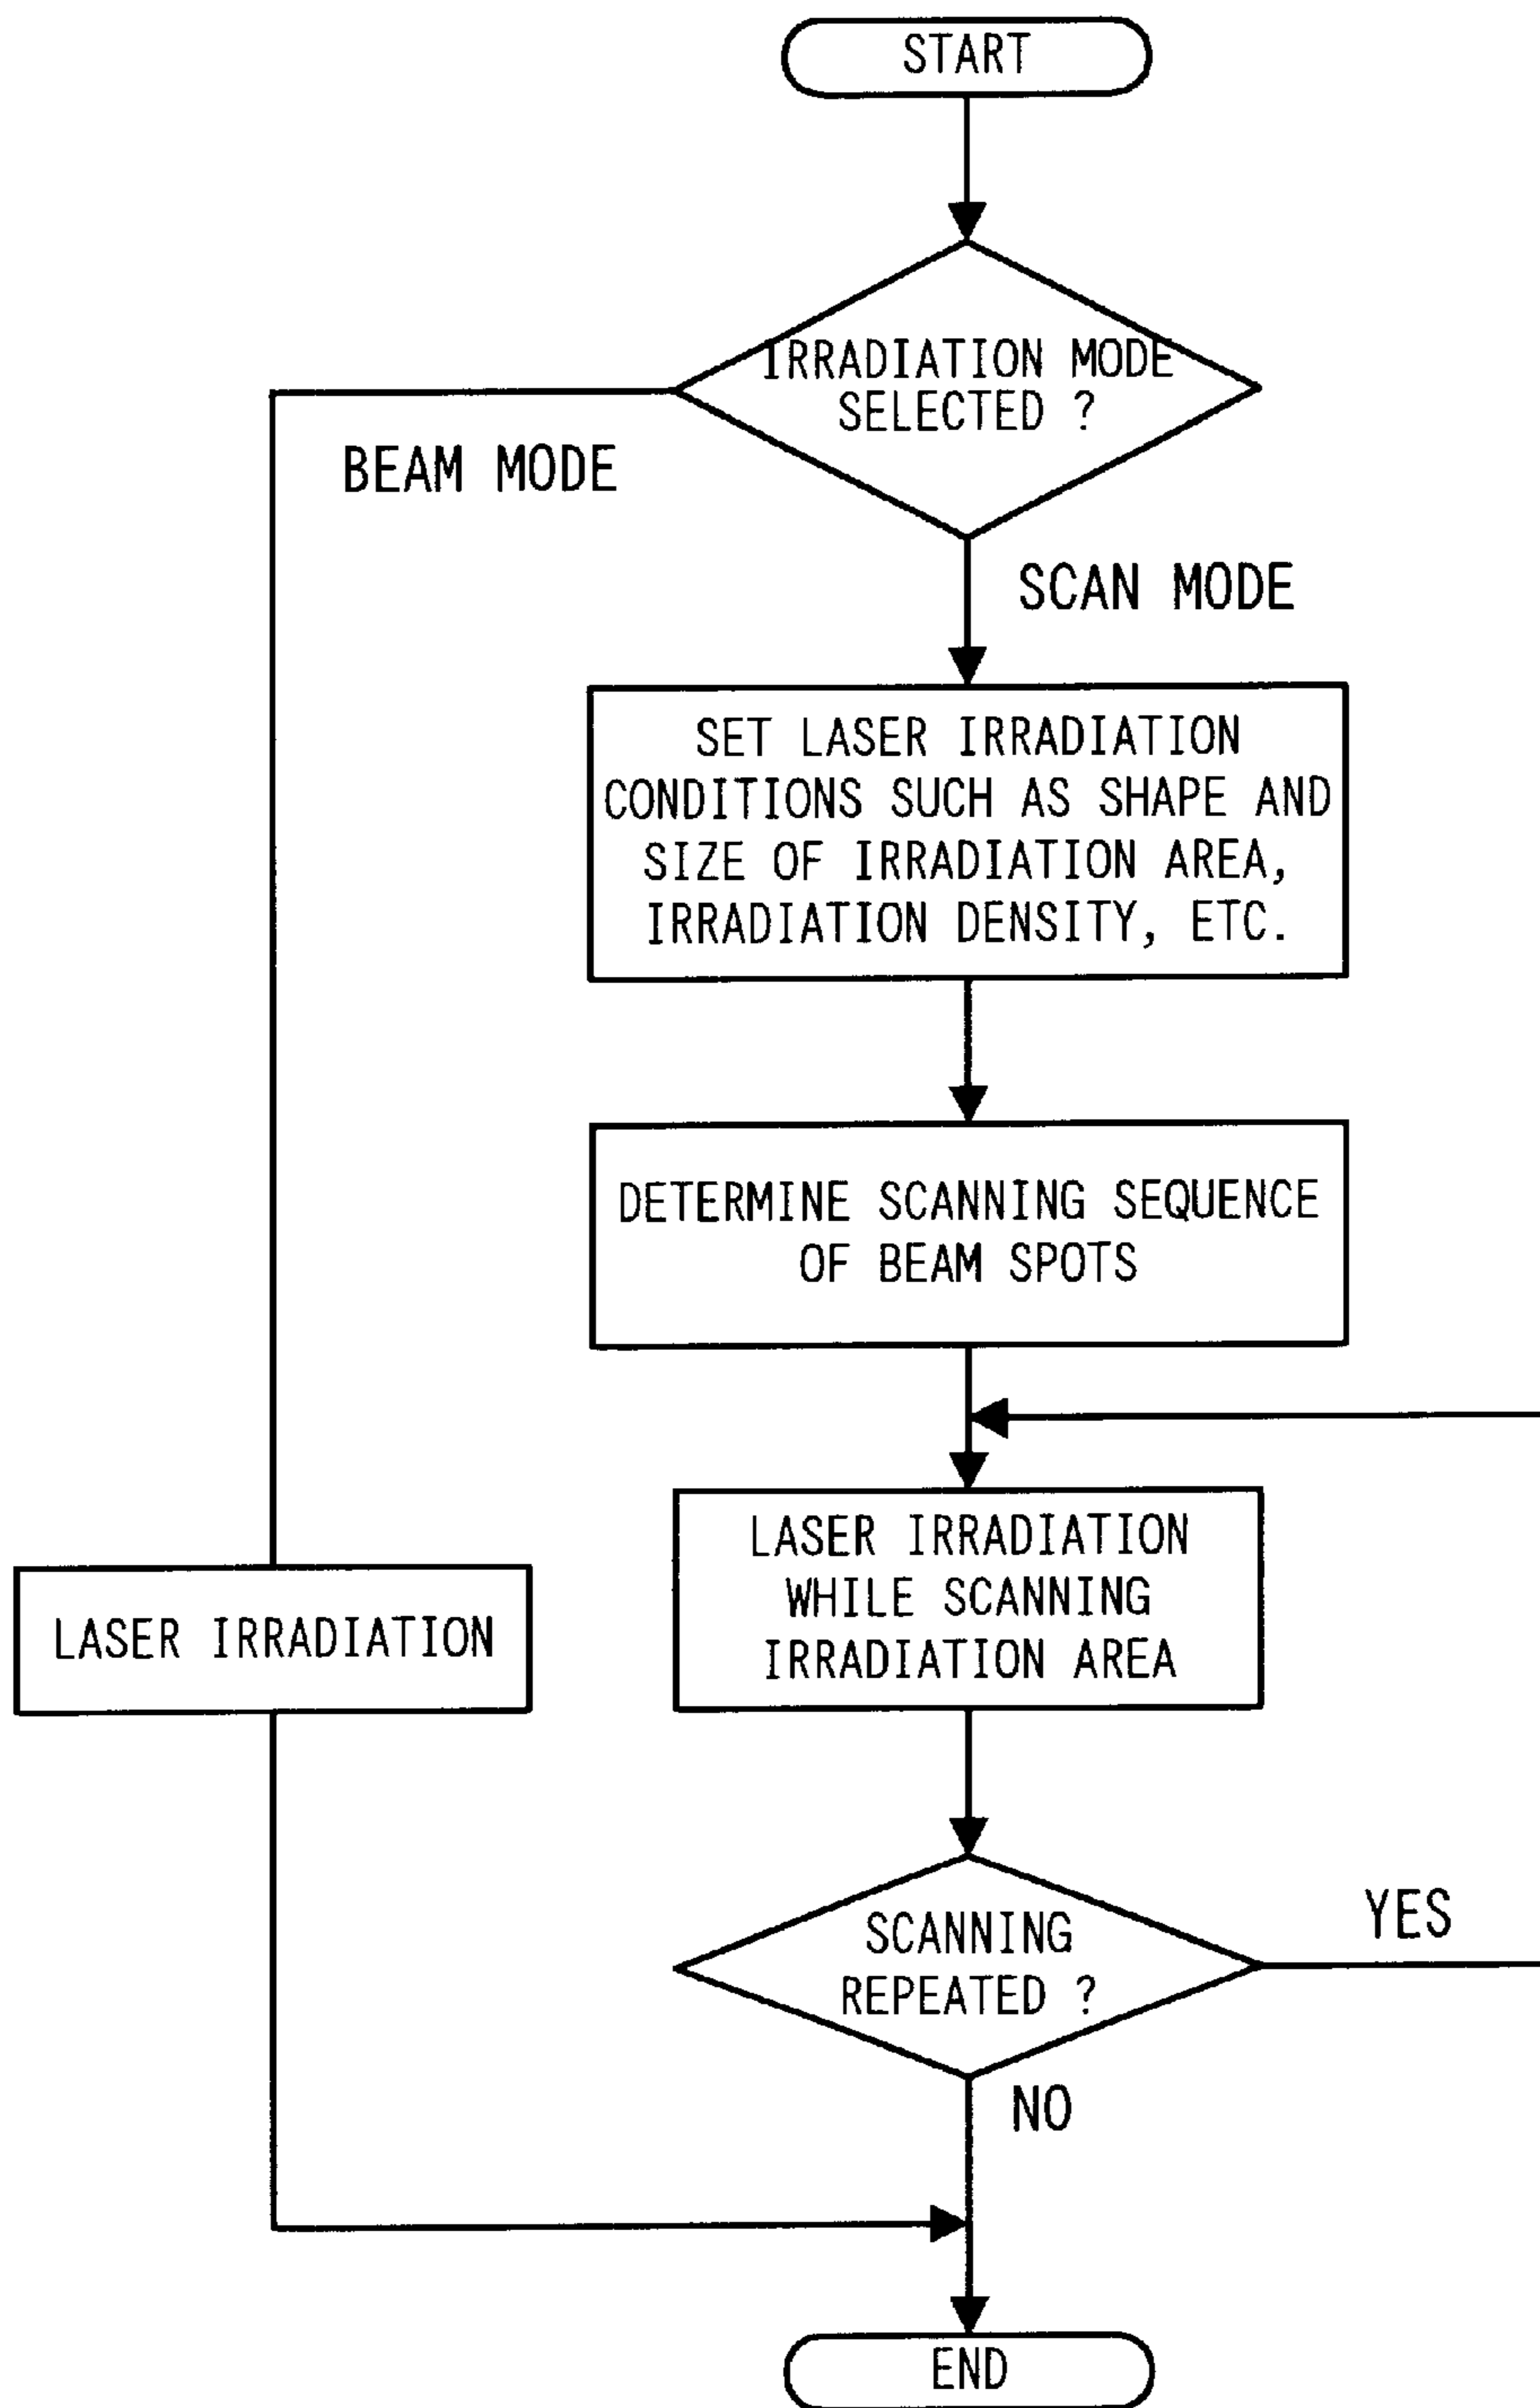 START
IRRADIATION MODE
SELECTED ?
BEAM MODE
SCAN MODE
SET LASER IRRADIATION
CONDITIONS SUCH AS SHAPE AND
SIZE OF IRRADIATION AREA,
IRRADIATION DENSITY, ETC.
DETERMINE SCANNING SEQUENCE
OF BEAM SPOTS
LASER IRRADIATION
WHILE SCANNING
IRRADIATION AREA
LASER IRRADIATION
SCANNING
REPEATED ?
YES
NO
END